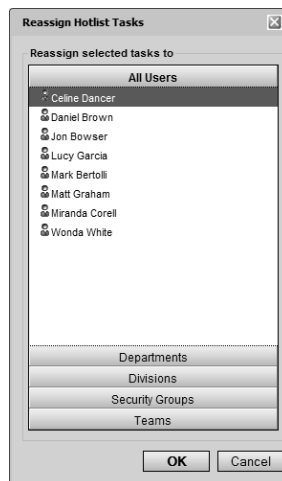 Reassign Hotlist Tasks
Reassign selected tasks to
All Users
Celine Dancer
Daniel Brown
Jon Bowser
Lucy Garcia
Mark Bertolli
Matt Graham
Miranda Corell
Wonda White
Departments
Divisions
Security Groups
Teams
OK Cancel